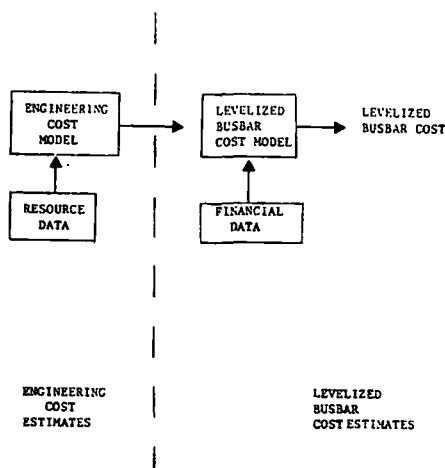 ENGINEERING
COST
MODEL
LEVELIZED
BUSBAR
COST MODEL
LEVELIZED
BUSBAR COST
RESOURCE
DATA
FINANCIAL
DATA
ENGINEERING
COST
ESTIMATES
LEVELIZED
BUSBAR
COST ESTIMATES